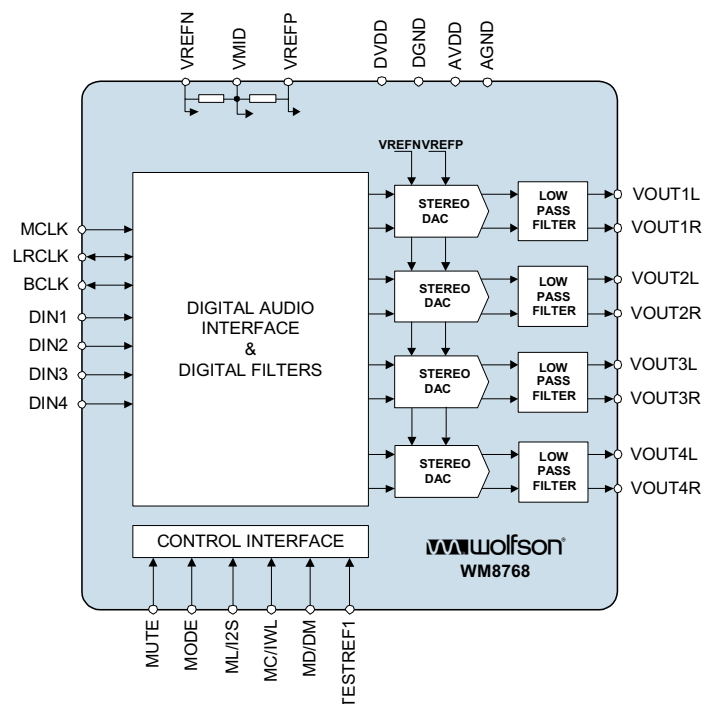 VREFN
VMID
VREFP
DVDD
DGND
AVDD
AGND
VREFNVREFP
MCLK
LRCLK
BCLK
DIN1
DIN2
DIN3
DIN4
DIGITAL AUDIO
INTERFACE
&
DIGITAL FILTERS
STEREO
DAC
LOW
PASS
FILTER
VOUT1L
VOUT1R
STEREO
DAC
LOW
PASS
FILTER
VOUT2L
VOUT2R
STEREO
DAC
LOW
PASS
FILTER
VOUT3L
VOUT3R
STEREO
DAC
LOW
PASS
FILTER
VOUT4L
VOUT4R
CONTROL INTERFACE
wolfson®
WM8768
MUTE
MODE
ML/I2S
MC/IWL
MD/DM
TESTREF1